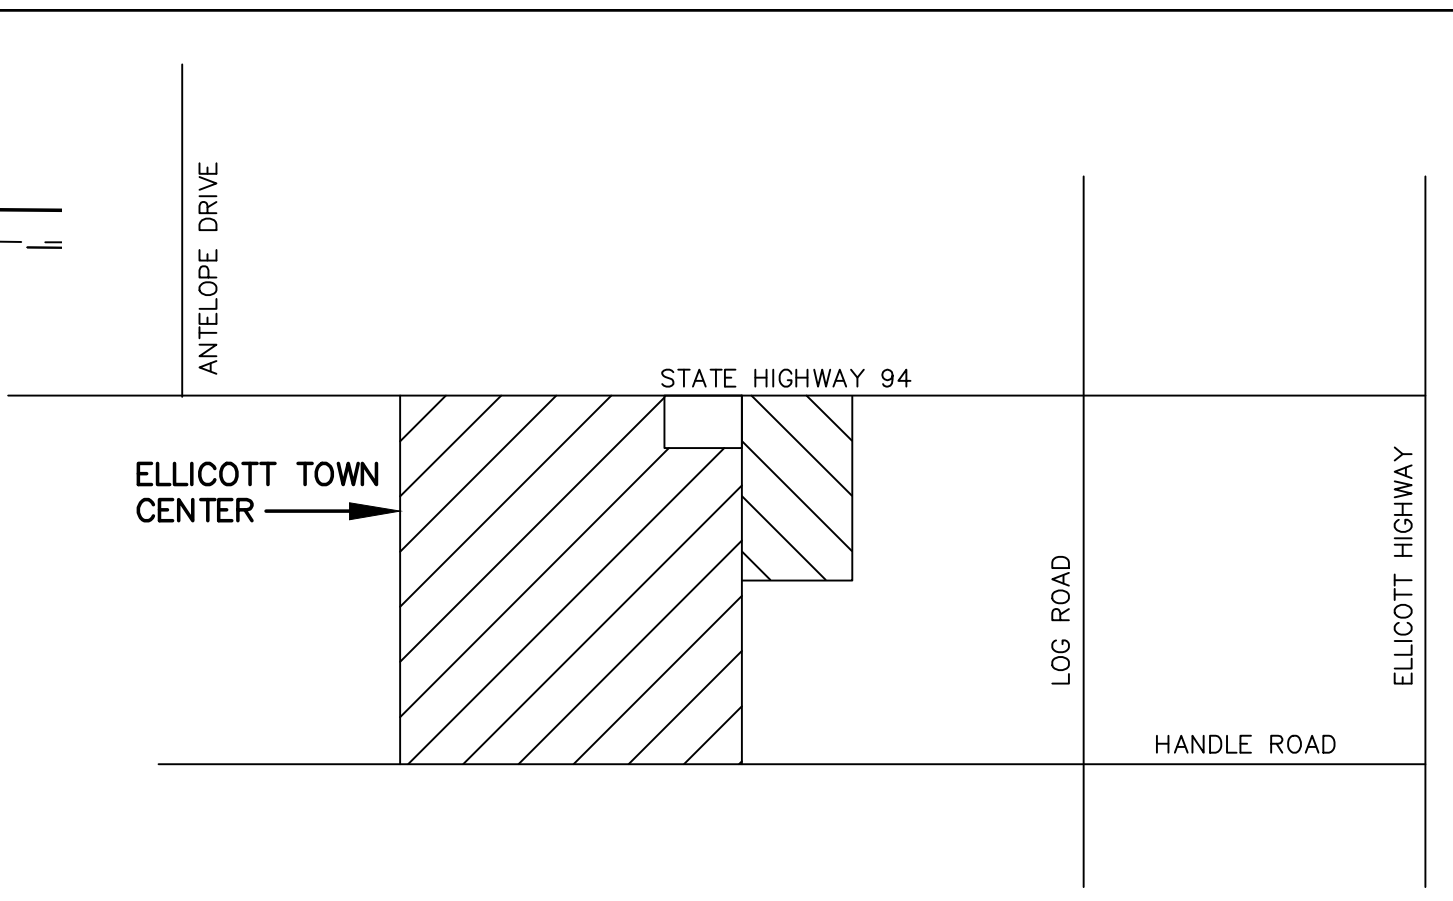 ANTELOPE DRIVE
STATE HIGHWAY 94
ELLICOTT TOWN
CENTER
LOG ROAD
ELLICOTT HIGHWAY
HANDLE ROAD